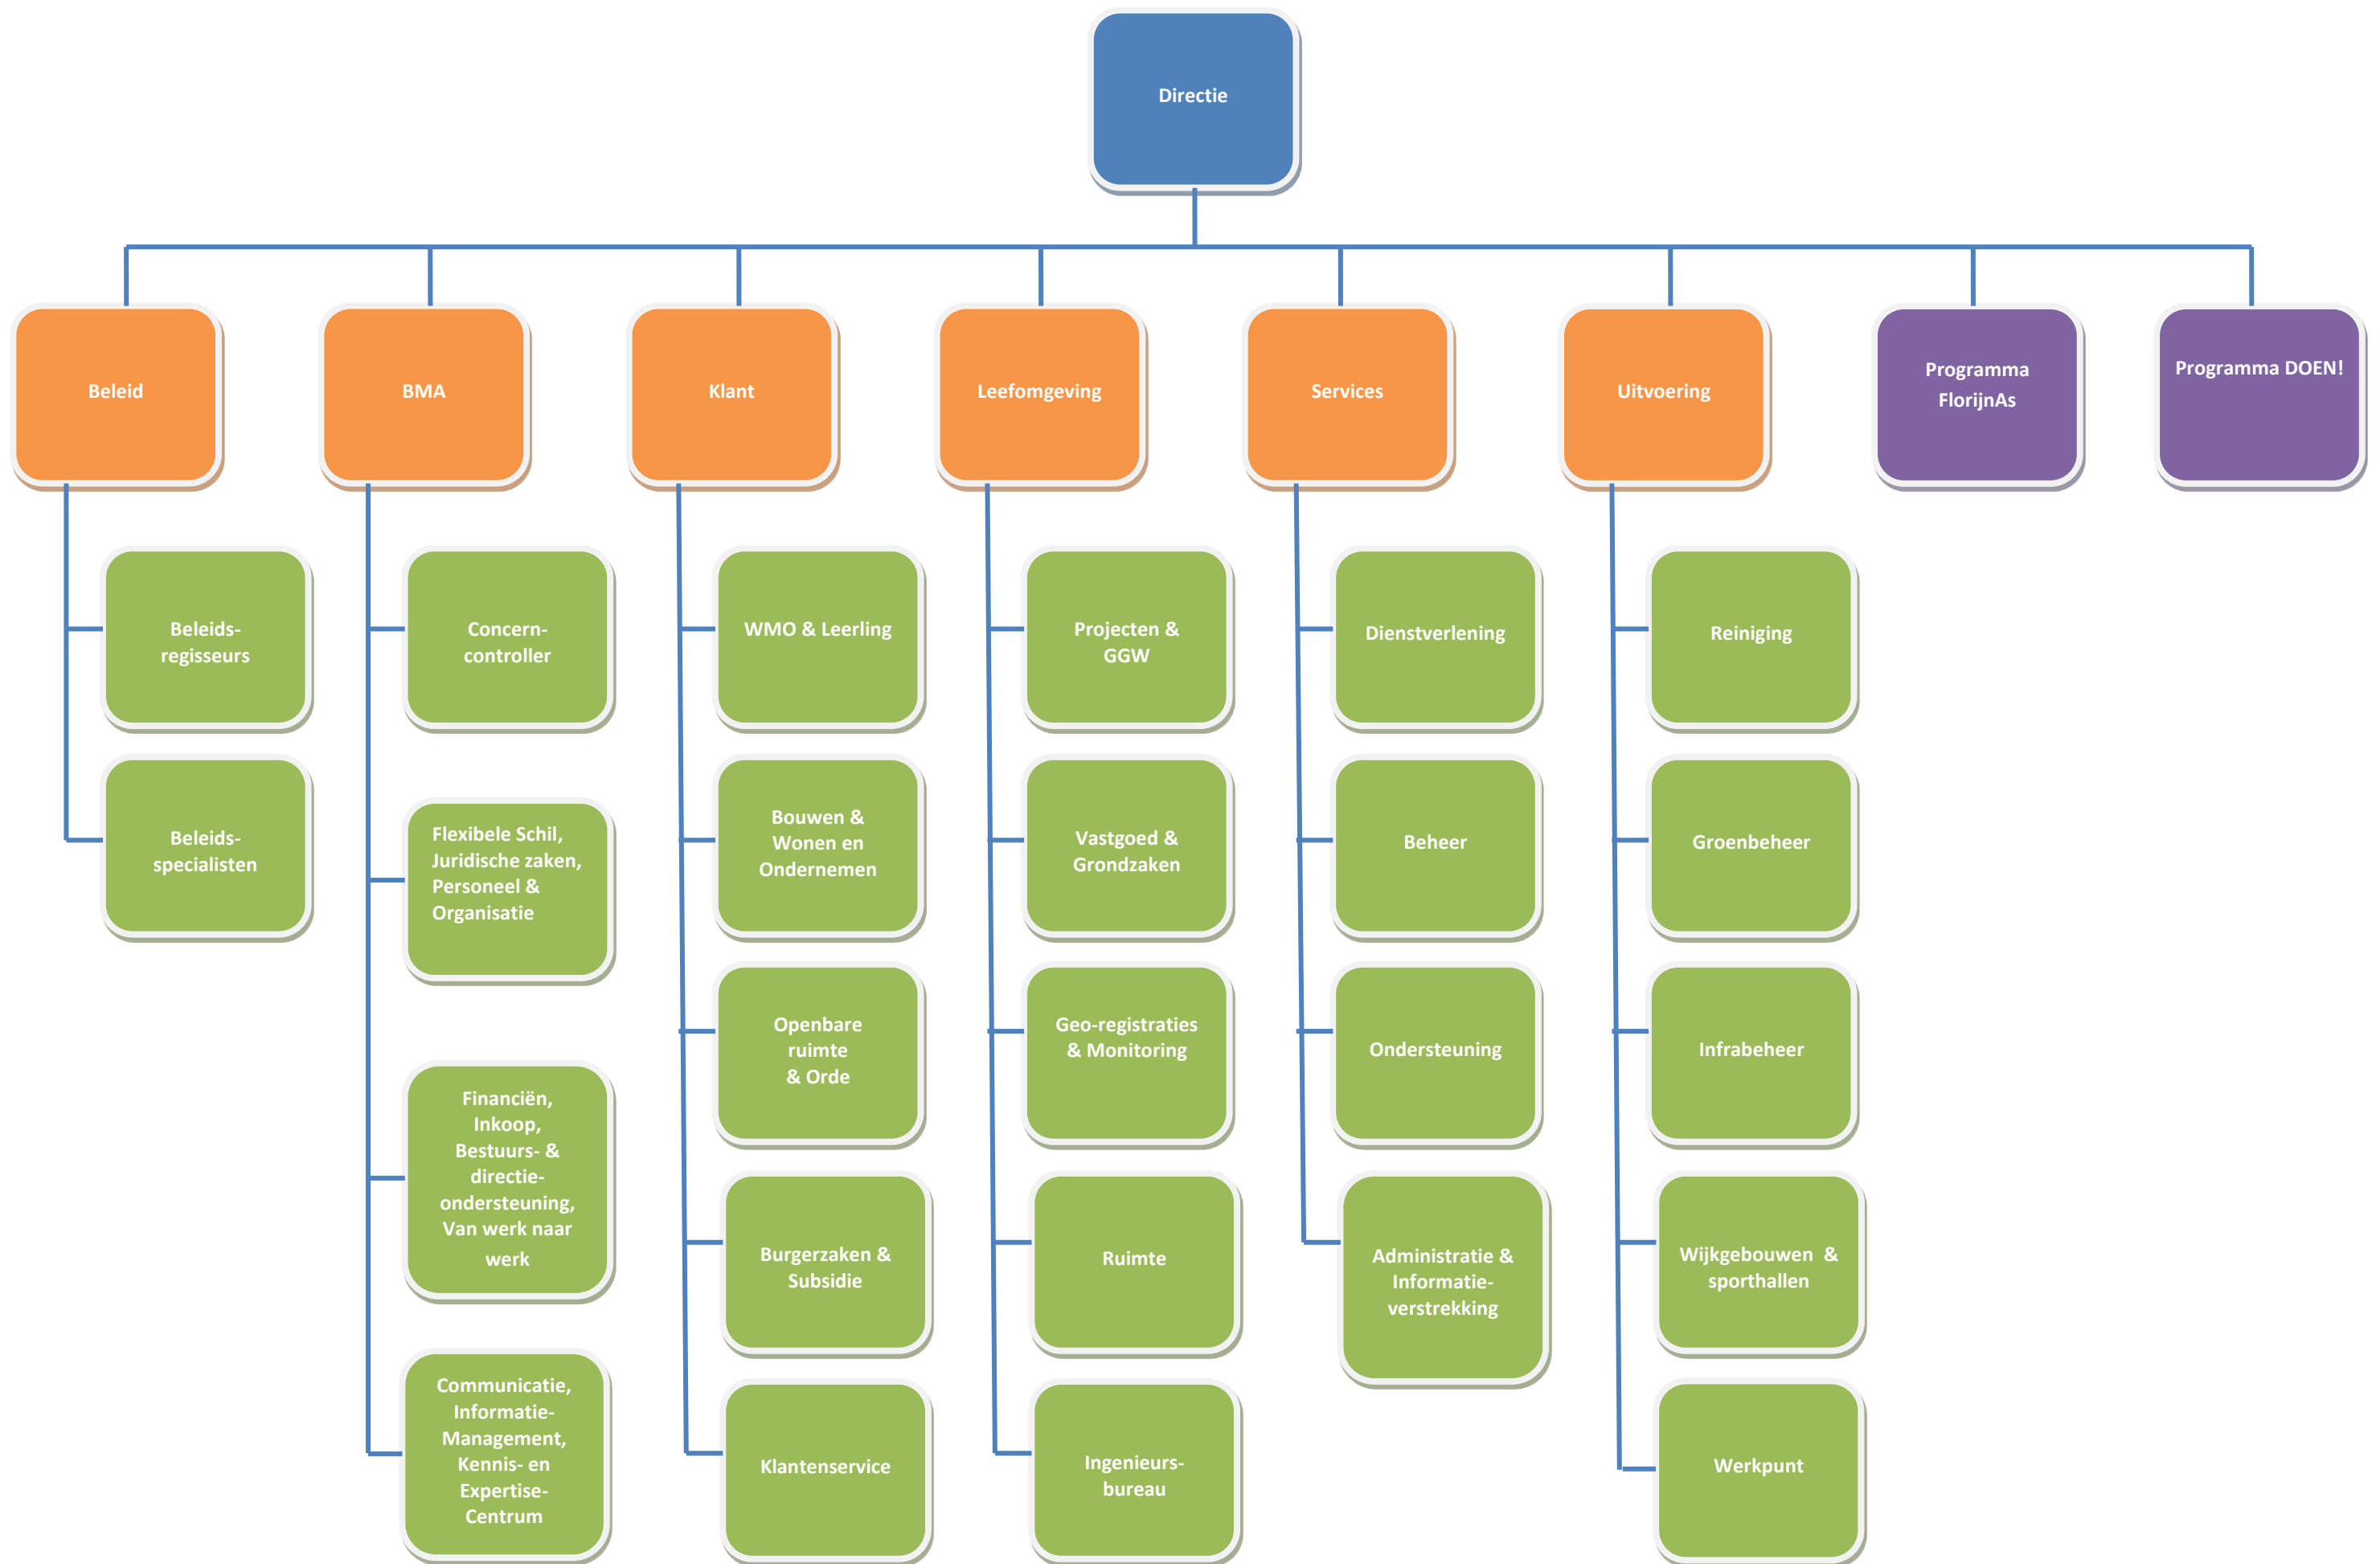 Directie
Beleid
BMA
Klant
Leefomgeving
Services
Uitvoering
Programma
FlorijnAs
Programma DOEN!
Beleids-
regisseurs
Beleids-
specialisten
Concern-
controller
Flexibele Schil,
Juridische zaken,
Personeel &
Organisatie
Financiën,
Inkoop,
Bestuurs- &
directie-
ondersteuning,
Van werk naar
werk
Communicatie,
Informatie-
Management,
Kennis- en
Expertise-
Centrum
WMO & Leerling
Bouwen &
Wonen en
Ondernemen
Openbare
ruimte
& Orde
Burgerzaken &
Subsidie
Klantenservice
Projecten &
GGW
Vastgoed &
Grondzaken
Geo-registraties
& Monitoring
Ruimte
Ingenieurs-
bureau
Dienstverlening
Beheer
Ondersteuning
Administratie &
Informatie-
verstrekking
Reiniging
Groenbeheer
Infrabeheer
Wijkgebouwen &
sporthallen
Werkpunt